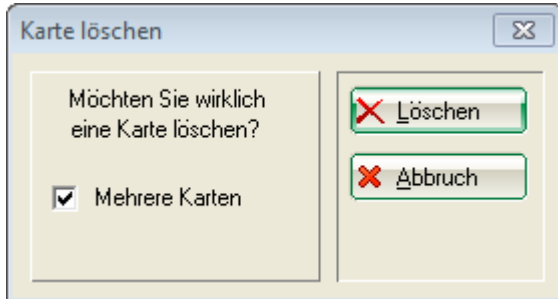 Karte löschen
Möchten Sie wirklich
eine Karte löschen?
Mehrere Karten
Löschen
Abbruch